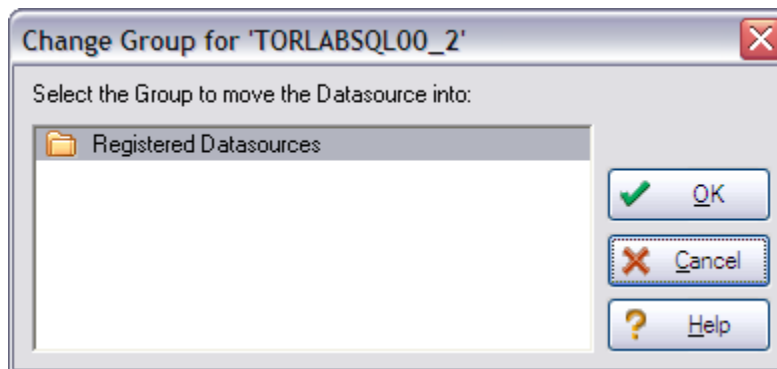 Change Group for 'TORLABSQL00_2'
Select the Group to move the Datasource into:
Registered Datasources
OK
Cancel
Help